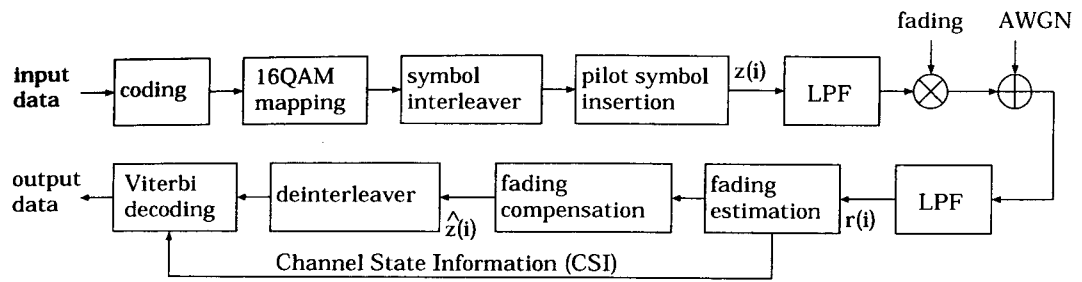 fading AWGN
input
data
coding
16QAM
mapping
symbol
interleaver
pilot symbol
insertion
z(i)
LPF
output
data
Viterbi
decoding
deinterleaver
ẑ(i)
fading
compensation
fading
estimation
r(i)
LPF
Channel State Information (CSI)